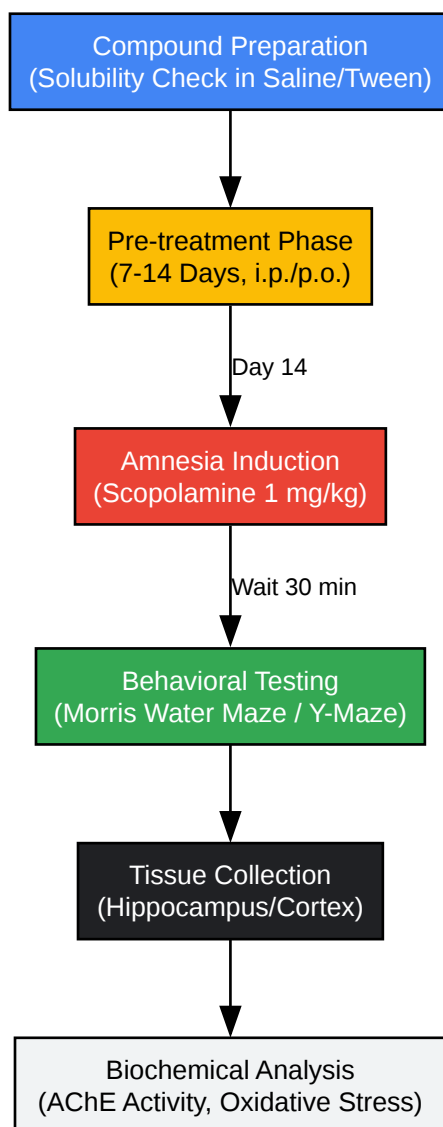 Compound Preparation
(Solubility Check in Saline/Tween)
Pre-treatment Phase
(7-14 Days, i.p./p.o.)
Day 14
Amnesia Induction
(Scopolamine 1 mg/kg)
Wait 30 min
Behavioral Testing
(Morris Water Maze / Y-Maze)
Tissue Collection
(Hippocampus/Cortex)
Biochemical Analysis
(AChE Activity, Oxidative Stress)